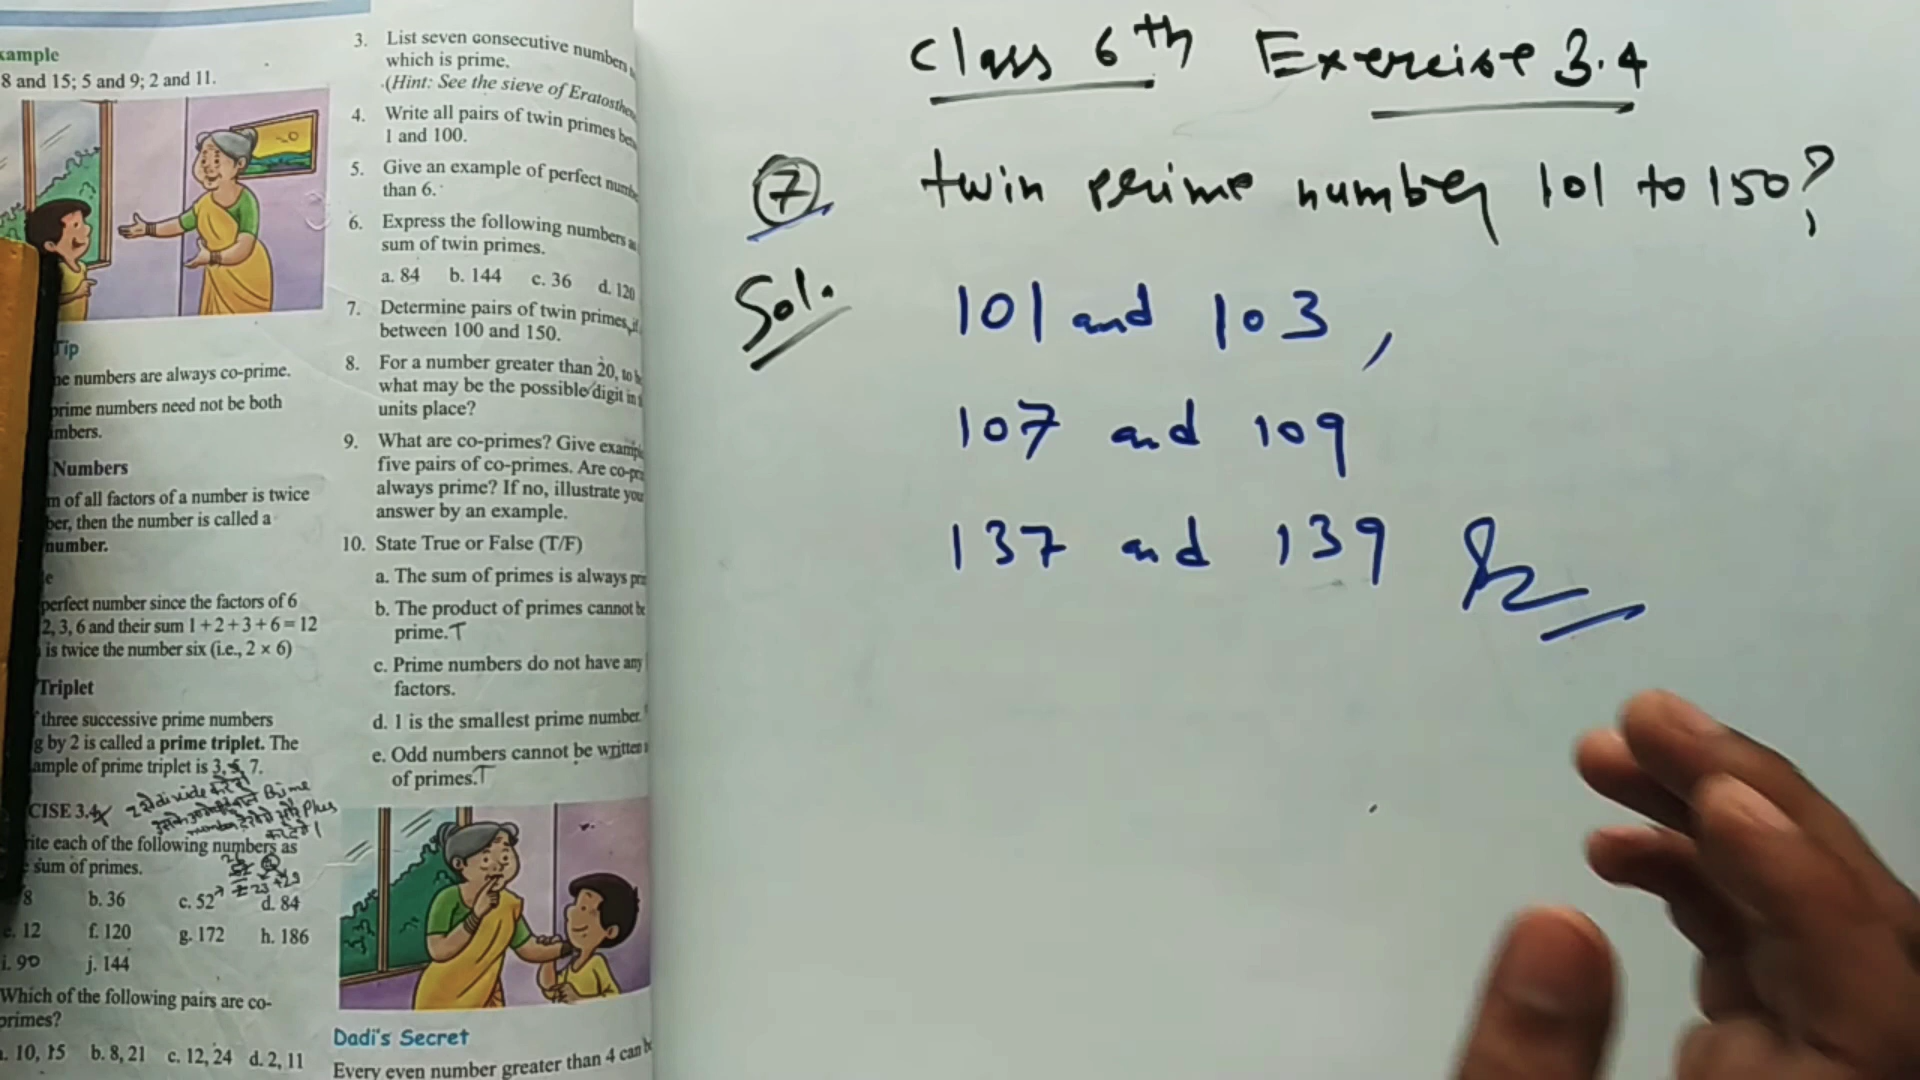 xample
8 and 15; 5 and 9; 2 and 11.
Tip
ne numbers are always co-prime.
prime numbers need not be both
mbers.
Numbers
m of all factors of a number is twice
ber, then the number is called a
number.
e
perfect number since the factors of 6
2, 3, 6 and their sum 1 + 2 + 3 + 6 = 12
is twice the number six (i.e., 2 × 6)
Triplet
three successive prime numbers
g by 2 is called a prime triplet. The
ample of prime triplet is 3, 5, 7.
CISE 3.4
rite each of the following numbers as
sum of primes.
8 b. 36 c. 52 d. 84
e. 12 f. 120 g. 172 h. 186
i. 90 j. 144
Which of the following pairs are co-
primes?
10, 15 b. 8, 21 c. 12, 24 d. 2, 11
3. List seven consecutive numbers
which is prime.
(Hint: See the sieve of Eratosthe
4. Write all pairs of twin primes be
1 and 100.
5. Give an example of perfect numbe
than 6.
6. Express the following numbers a
sum of twin primes.
a. 84 b. 144 c. 36 d. 120
7. Determine pairs of twin primes, if
between 100 and 150.
8. For a number greater than 20, to b
what may be the possible digit in
units place?
9. What are co-primes? Give exampl
five pairs of co-primes. Are co-pri
always prime? If no, illustrate you
answer by an example.
10. State True or False (T/F)
a. The sum of primes is always pr
b. The product of primes cannot be
prime. T
c. Prime numbers do not have any
factors.
d. 1 is the smallest prime number.
e. Odd numbers cannot be written
of primes. T
Dadi's Secret
Every even number greater than 4 can b
Class 6th Exercise 3.4
7 twin prime number 101 to 150?
Sol. 101 and 103,
107 and 109
137 and 139